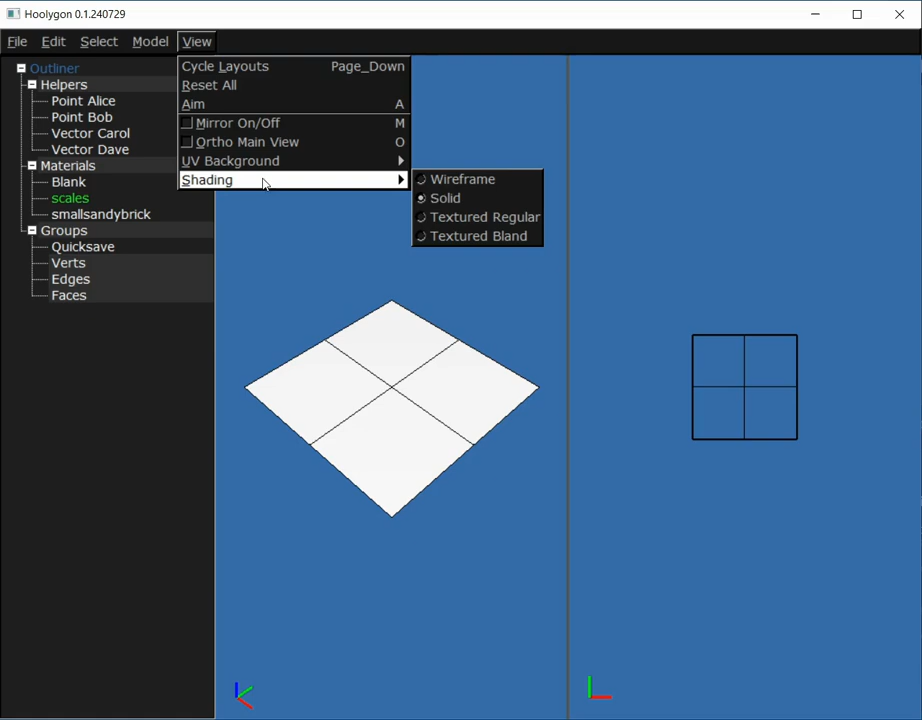 Hoolygon 0.1.240729
File Edit Select Model View
Outliner
Helpers
Point Alice
Point Bob
Vector Carol
Vector Dave
Materials
Blank
scales
smallsandybrick
Groups
Quicksave
Verts
Edges
Faces
Cycle Layouts Page_Down
Reset All
Aim A
Mirror On/Off M
Ortho Main View O
UV Background
Shading
Wireframe
Solid
Textured Regular
Textured Bland